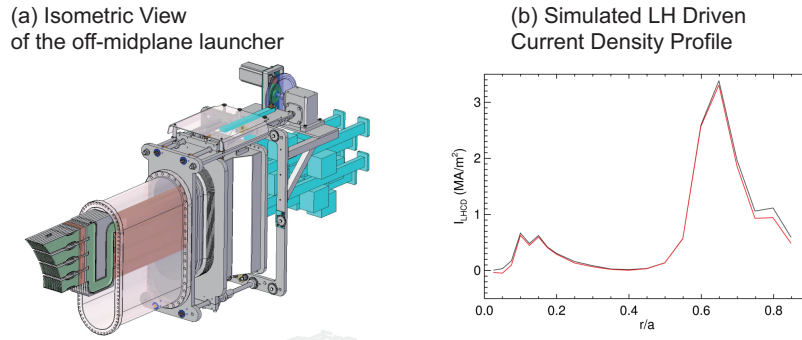 (a) Isometric View
of the off-midplane launcher
(b) Simulated LH Driven
Current Density Profile
I_LHCD (MA/m²)
3
2
1
0
0.0 0.2 0.4 0.6 0.8
r/a